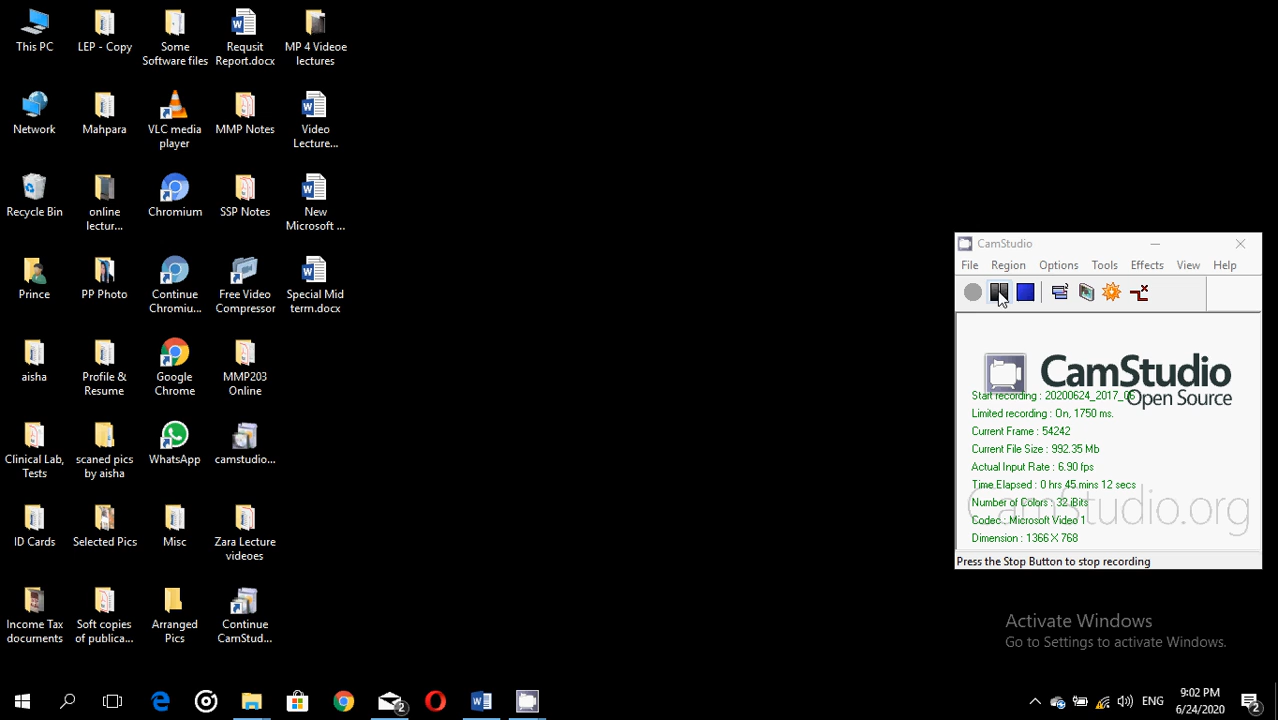 This PC
LEP - Copy
Some
Software files
Requsit
Report.docx
MP 4 Videoe
lectures
Network
Mahpara
VLC media
player
MMP Notes
Video
Lecture...
Recycle Bin
online
lectur...
Chromium
SSP Notes
New
Microsoft ...
Prince
PP Photo
Continue
Chromiu...
Free Video
Compressor
Special Mid
term.docx
aisha
Profile &
Resume
Google
Chrome
MMP203
Online
Clinical Lab,
Tests
scaned pics
by aisha
WhatsApp
camstudio...
ID Cards
Selected Pics
Misc
Zara Lecture
videoes
Income Tax
documents
Soft copies
of publica...
Arranged
Pics
Continue
CamStud...
CamStudio
File Region Options Tools Effects View Help
CamStudio
Open Source
Start recording : 20200624_2017_06
Limited recording : On, 1750 ms.
Current Frame : 54242
Current File Size : 992.35 Mb
Actual Input Rate : 6.90 fps
Time Elapsed : 0 hrs 45 mins 12 secs
Number of Colors : 32 Bits
CamStudio.org
Codec : Microsoft Video 1
Dimension : 1366 X 768
Press the Stop Button to stop recording
Activate Windows
Go to Settings to activate Windows.
2
ENG
9:02 PM
6/24/2020
2